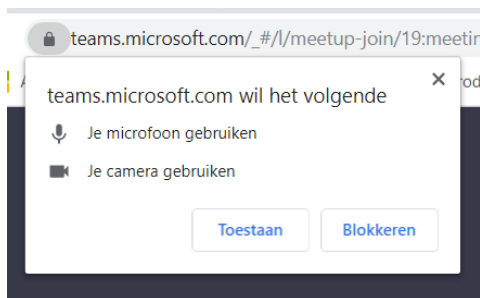 teams.microsoft.com/_#/l/meetup-join/19:meetin
teams.microsoft.com wil het volgende
Je microfoon gebruiken
Je camera gebruiken
Toestaan Blokkeren